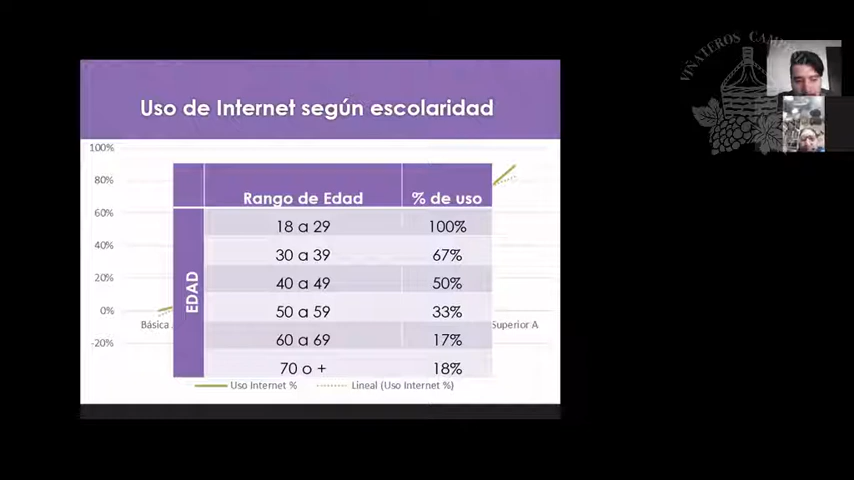 VIÑATEROS CAMP
Uso de Internet según escolaridad
100%
80%
60%
40%
20%
0%
-20%
Básica
Superior A
EDAD
Rango de Edad % de uso
18 a 29 100%
30 a 39 67%
40 a 49 50%
50 a 59 33%
60 a 69 17%
70 o + 18%
Uso Internet % Lineal (Uso Internet %)